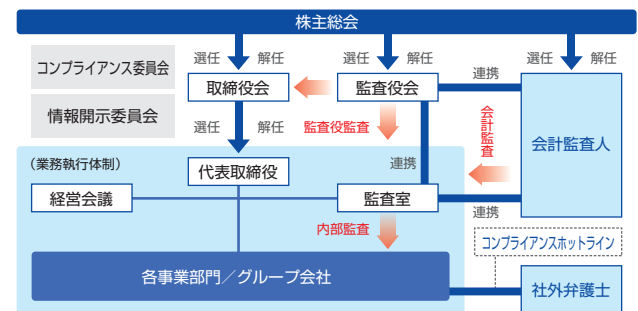 株主総会
選任 解任
選任 解任
選任 解任
コンプライアンス委員会
取締役会
監査役会
連携
情報開示委員会
選任 解任
監査役監査
会計監査
会計監査人
(業務執行体制)
代表取締役
連携
経営会議
監査室
連携
内部監査
コンプライアンスホットライン
各事業部門/グループ会社
社外弁護士